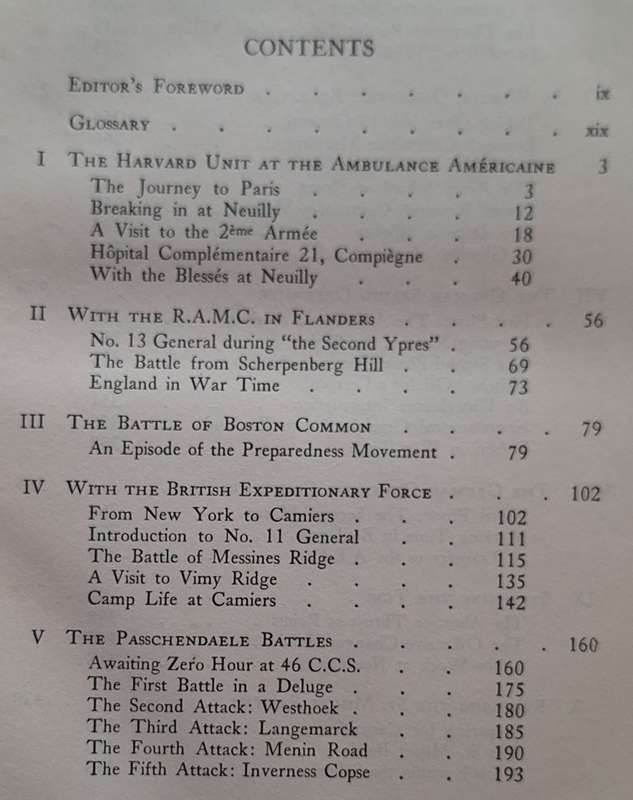 CONTENTS
EDITOR'S FOREWORD . . . . . . . ix
GLOSSARY . . . . . . . . xix
I THE HARVARD UNIT AT THE AMBULANCE AMÉRICAINE 3
The Journey to Paris . . . . 3
Breaking in at Neuilly . . . . 12
A Visit to the 2ème Armée . . . 18
Hôpital Complémentaire 21, Compiègne . 30
With the Blessés at Neuilly . . . 40
II WITH THE R.A.M.C. IN FLANDERS . . . . 56
No. 13 General during "the Second Ypres" . 56
The Battle from Scherpenberg Hill . . 69
England in War Time . . . . 73
III THE BATTLE OF BOSTON COMMON . . . . 79
An Episode of the Preparedness Movement . 79
IV WITH THE BRITISH EXPEDITIONARY FORCE . . . 102
From New York to Camiers . . . 102
Introduction to No. 11 General . . 111
The Battle of Messines Ridge . . . 115
A Visit to Vimy Ridge . . . . 135
Camp Life at Camiers . . . . 142
V THE PASSCHENDAELE BATTLES . . . . . 160
Awaiting Zero Hour at 46 C.C.S. . . 160
The First Battle in a Deluge . . . 175
The Second Attack: Westhoek . . . 180
The Third Attack: Langemarck . . 185
The Fourth Attack: Menin Road . . 190
The Fifth Attack: Inverness Copse . . 193